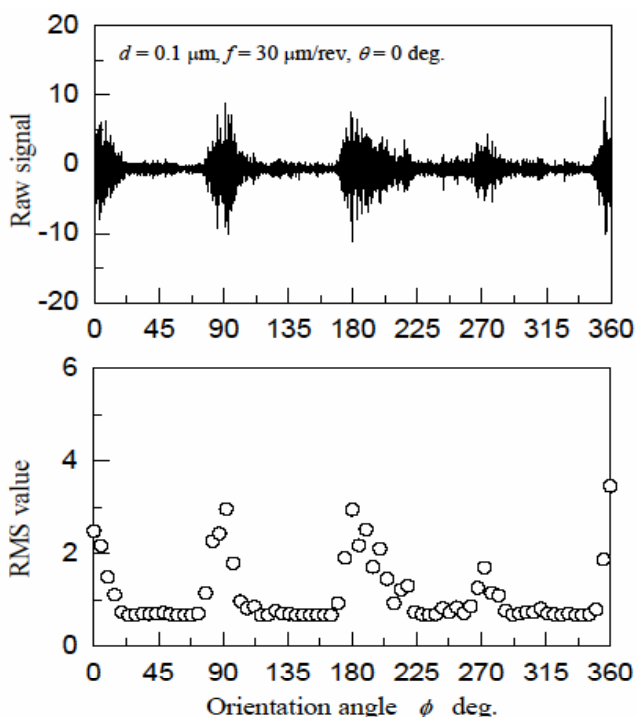 20
d = 0.1 μm, f = 30 μm/rev, θ = 0 deg.
10
Raw signal
0
-10
-20
0 45 90 135 180 225 270 315 360
6
4
RMS value
2
0
0 45 90 135 180 225 270 315 360
Orientation angle ϕ deg.